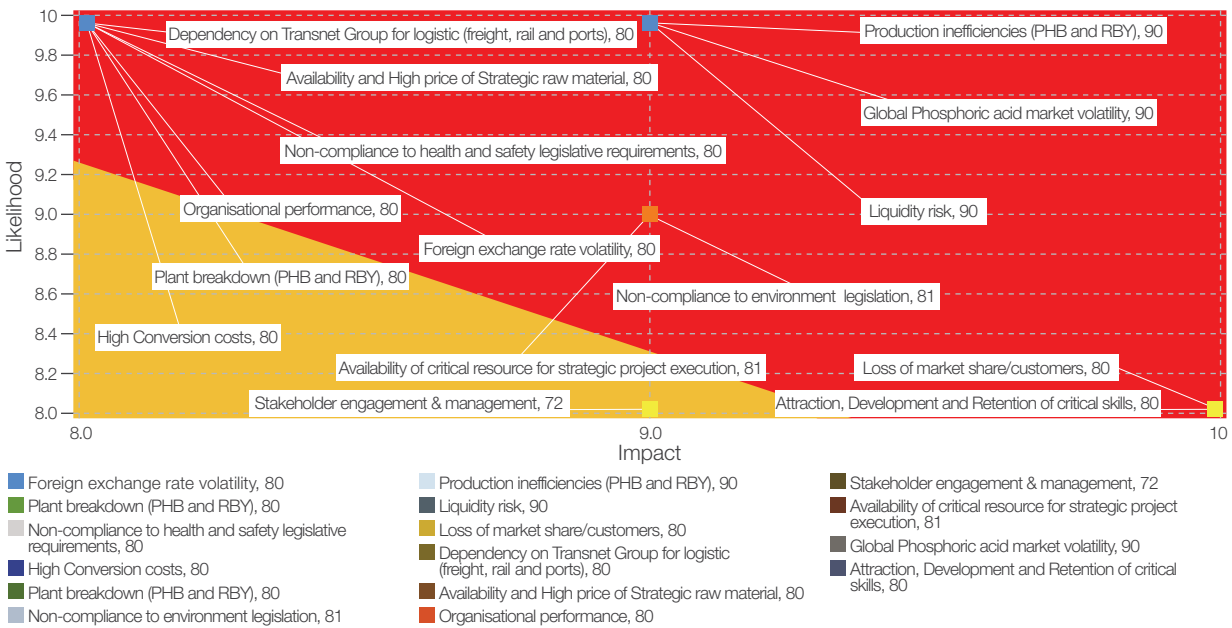 10
9.8
9.6
9.4
9.2
9.0
8.8
8.6
8.4
8.2
8.0
Likelihood
Dependency on Transnet Group for logistic (freight, rail and ports), 80
Production inefficiencies (PHB and RBY), 90
Availability and High price of Strategic raw material, 80
Global Phosphoric acid market volatility, 90
Non-compliance to health and safety legislative requirements, 80
Organisational performance, 80
Liquidity risk, 90
Foreign exchange rate volatility, 80
Plant breakdown (PHB and RBY), 80
Non-compliance to environment legislation, 81
High Conversion costs, 80
Availability of critical resource for strategic project execution, 81
Loss of market share/customers, 80
Stakeholder engagement & management, 72
Attraction, Development and Retention of critical skills, 80
8.0
9.0
10
Impact
Foreign exchange rate volatility, 80
Plant breakdown (PHB and RBY), 80
Non-compliance to health and safety legislative
requirements, 80
High Conversion costs, 80
Plant breakdown (PHB and RBY), 80
Non-compliance to environment legislation, 81
Production inefficiencies (PHB and RBY), 90
Liquidity risk, 90
Loss of market share/customers, 80
Dependency on Transnet Group for logistic
(freight, rail and ports), 80
Availability and High price of Strategic raw material, 80
Organisational performance, 80
Stakeholder engagement & management, 72
Availability of critical resource for strategic project
execution, 81
Global Phosphoric acid market volatility, 90
Attraction, Development and Retention of critical
skills, 80